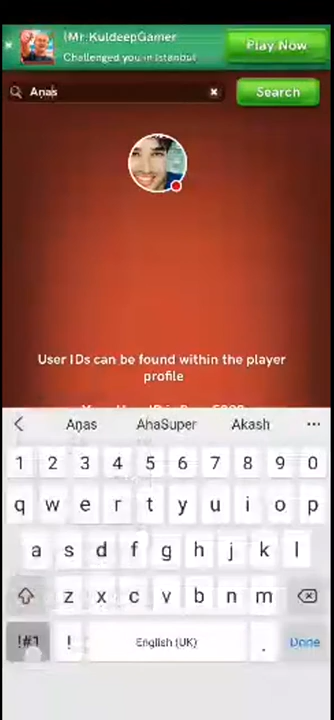 (Mr.KuldeepGamer
Challenged you in Istanbul
Play Now
Anas
Search
User IDs can be found within the player
profile
Anas AhaSuper Akash
1 2 3 4 5 6 7 8 9 0
q w e r t y u i o p
a s d f g h j k l
z x c v b n m
!#1 ! English (UK) . Done